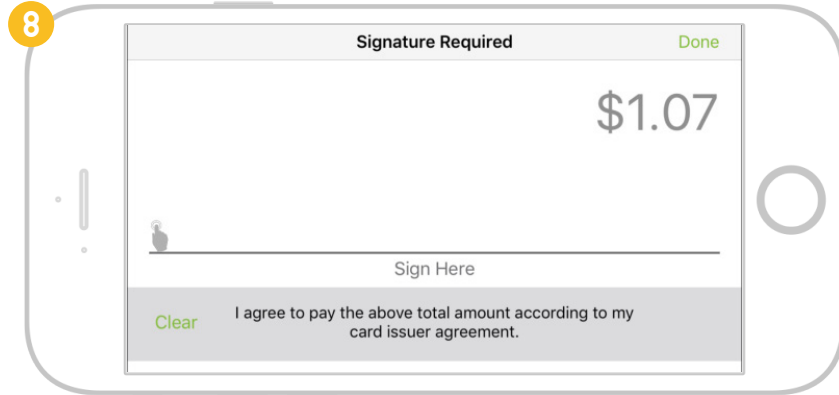 8
Signature Required
Done
$1.07
Sign Here
Clear
I agree to pay the above total amount according to my
card issuer agreement.